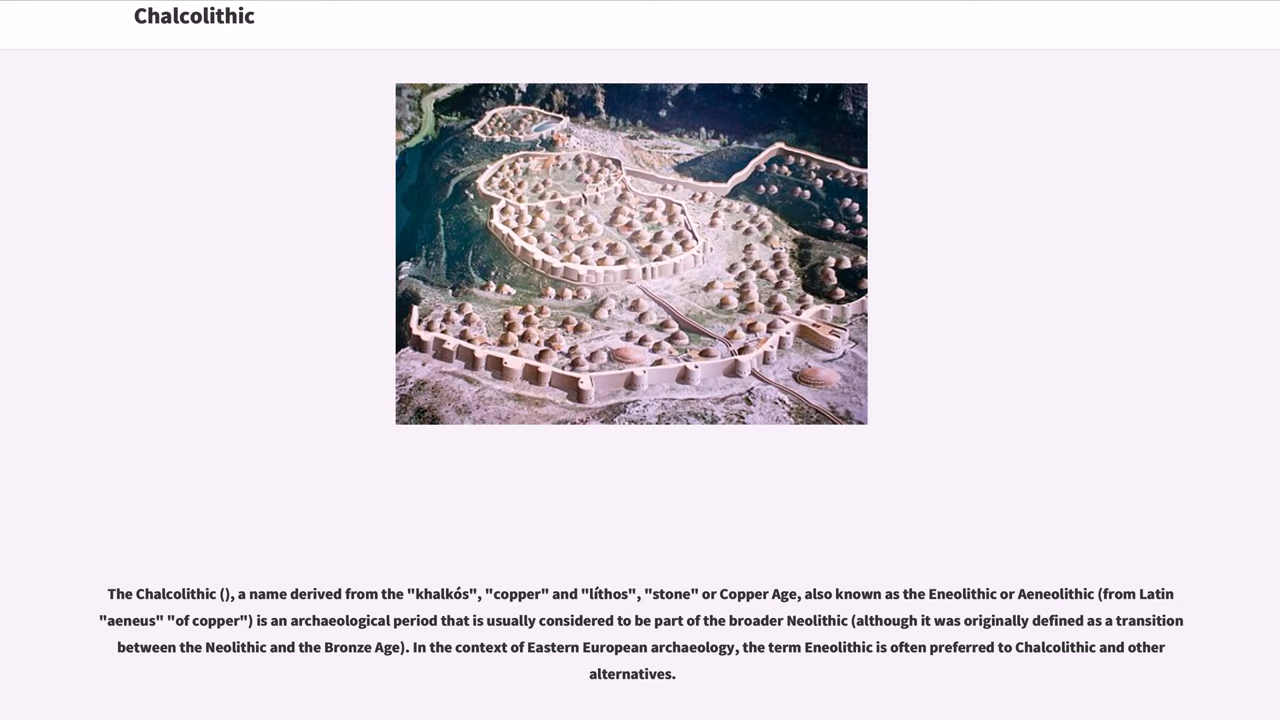 Chalcolithic
The Chalcolithic (), a name derived from the "khalkós", "copper" and "líthos", "stone" or Copper Age, also known as the Eneolithic or Aeneolithic (from Latin
"aeneus" "of copper") is an archaeological period that is usually considered to be part of the broader Neolithic (although it was originally defined as a transition
between the Neolithic and the Bronze Age). In the context of Eastern European archaeology, the term Eneolithic is often preferred to Chalcolithic and other
alternatives.